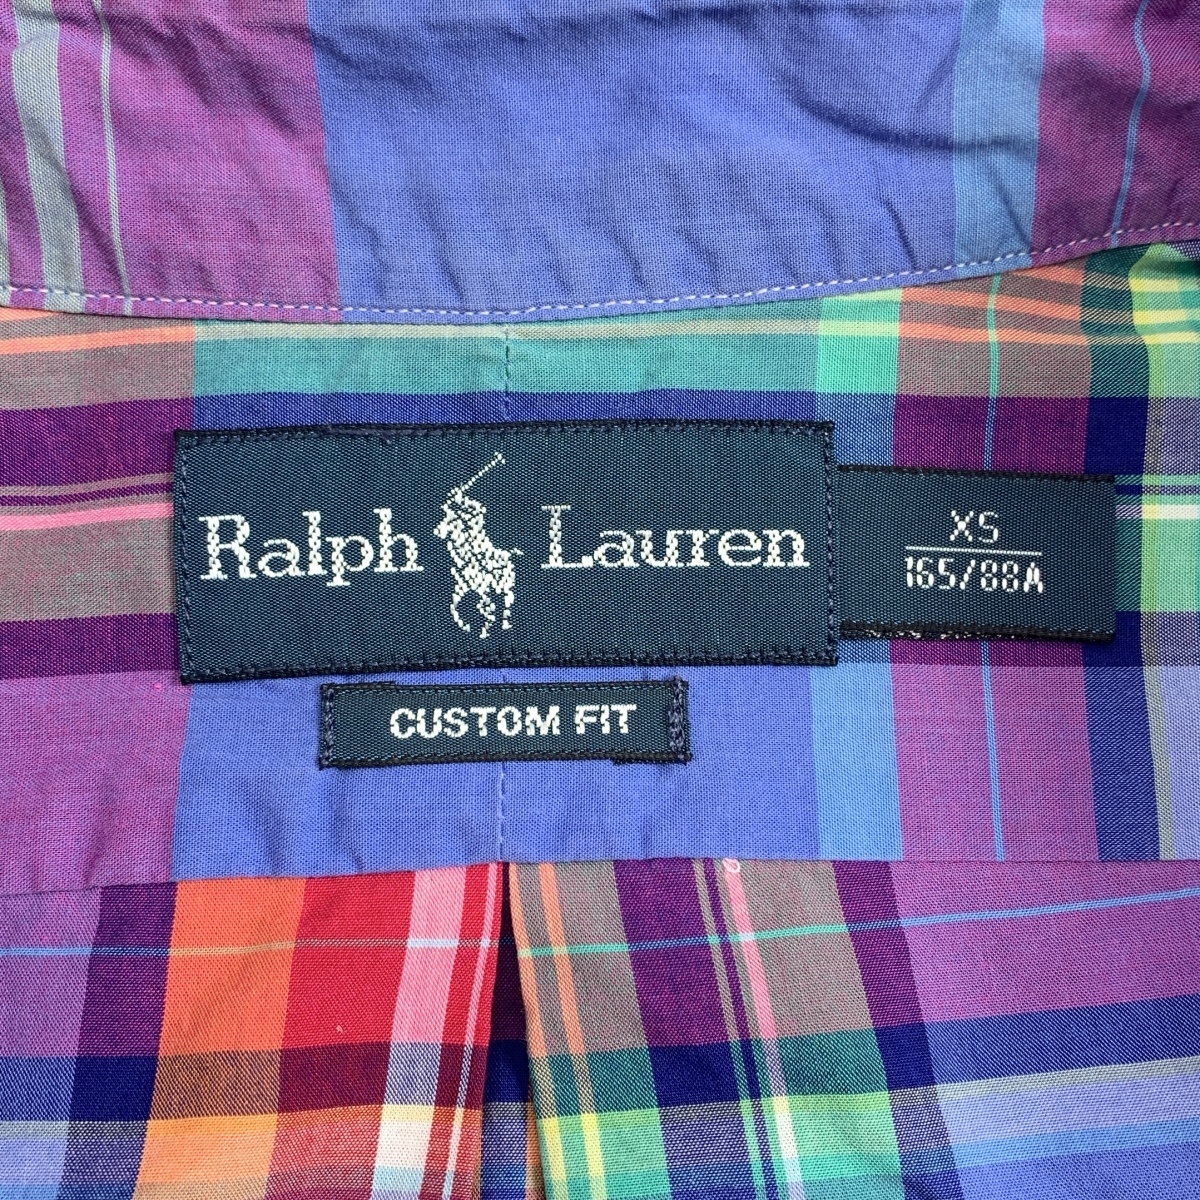 Ralph Lauren
XS
165/88A
CUSTOM FIT